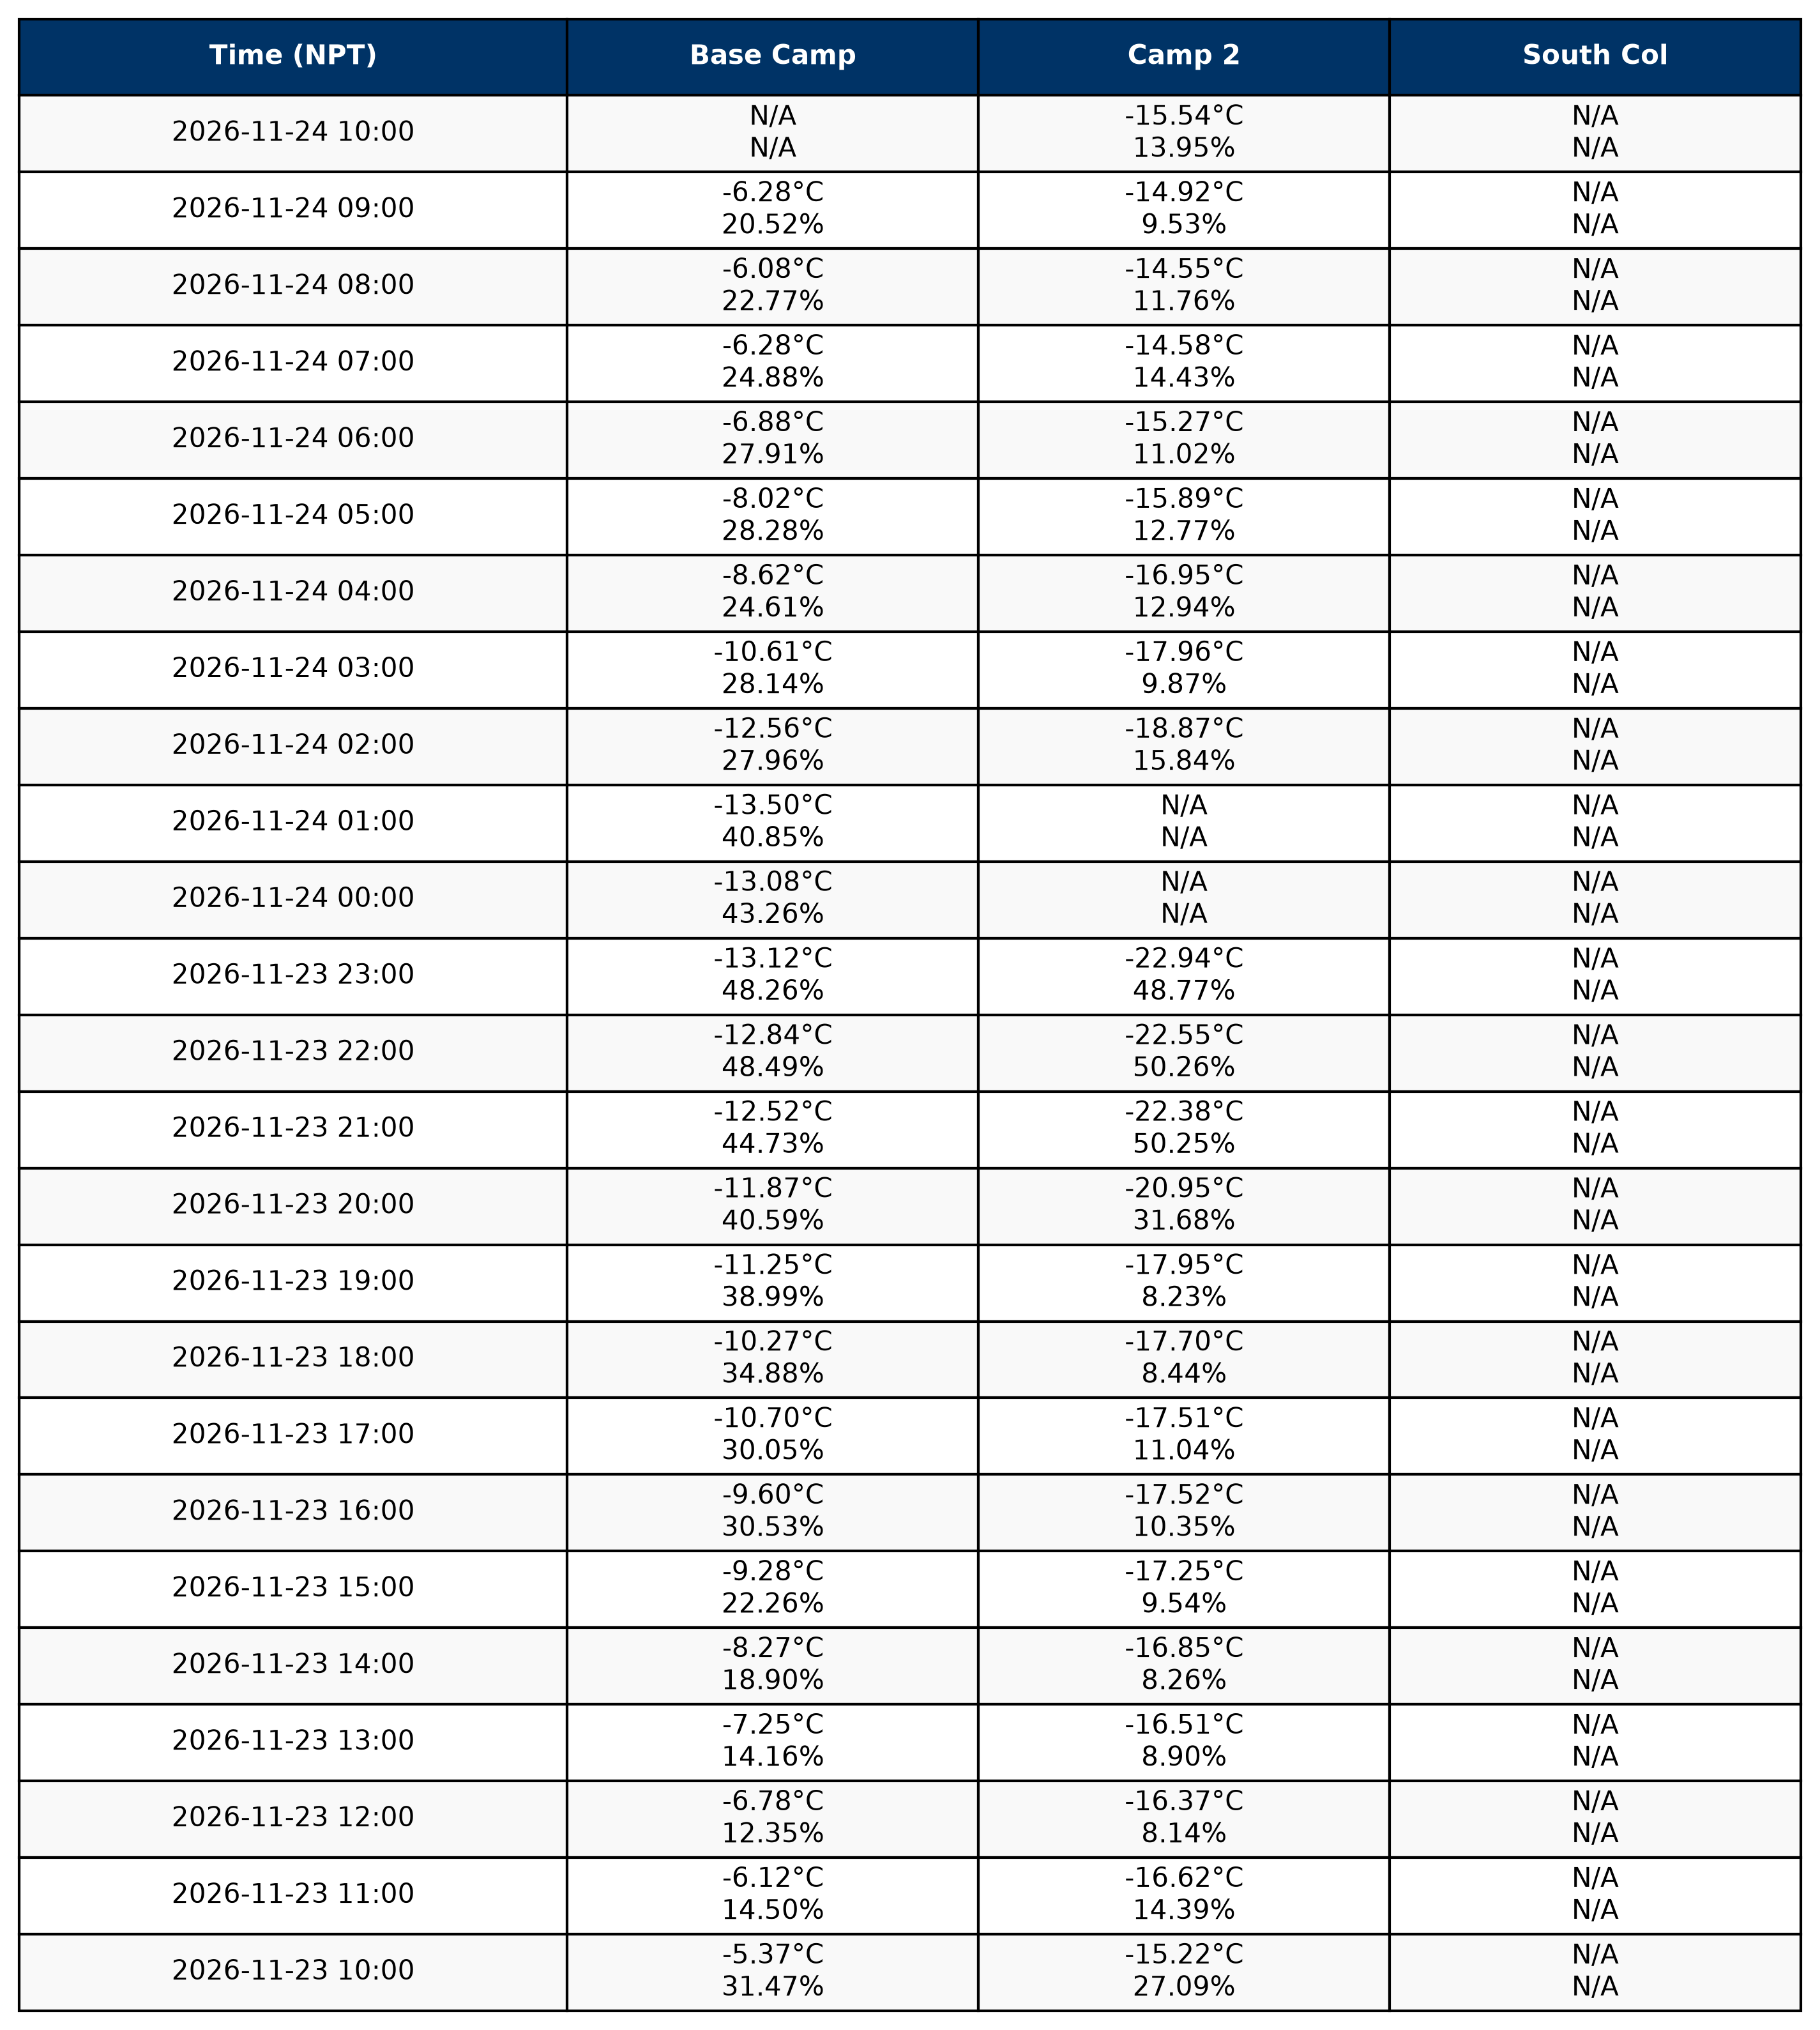 Time (NPT) Base Camp Camp 2 South Col
2026-11-24 10:00
N/A
N/A
-15.54°C
13.95%
N/A
N/A
2026-11-24 09:00
-6.28°C
20.52%
-14.92°C
9.53%
N/A
N/A
2026-11-24 08:00
-6.08°C
22.77%
-14.55°C
11.76%
N/A
N/A
2026-11-24 07:00
-6.28°C
24.88%
-14.58°C
14.43%
N/A
N/A
2026-11-24 06:00
-6.88°C
27.91%
-15.27°C
11.02%
N/A
N/A
2026-11-24 05:00
-8.02°C
28.28%
-15.89°C
12.77%
N/A
N/A
2026-11-24 04:00
-8.62°C
24.61%
-16.95°C
12.94%
N/A
N/A
2026-11-24 03:00
-10.61°C
28.14%
-17.96°C
9.87%
N/A
N/A
2026-11-24 02:00
-12.56°C
27.96%
-18.87°C
15.84%
N/A
N/A
2026-11-24 01:00
-13.50°C
40.85%
N/A
N/A
N/A
N/A
2026-11-24 00:00
-13.08°C
43.26%
N/A
N/A
N/A
N/A
2026-11-23 23:00
-13.12°C
48.26%
-22.94°C
48.77%
N/A
N/A
2026-11-23 22:00
-12.84°C
48.49%
-22.55°C
50.26%
N/A
N/A
2026-11-23 21:00
-12.52°C
44.73%
-22.38°C
50.25%
N/A
N/A
2026-11-23 20:00
-11.87°C
40.59%
-20.95°C
31.68%
N/A
N/A
2026-11-23 19:00
-11.25°C
38.99%
-17.95°C
8.23%
N/A
N/A
2026-11-23 18:00
-10.27°C
34.88%
-17.70°C
8.44%
N/A
N/A
2026-11-23 17:00
-10.70°C
30.05%
-17.51°C
11.04%
N/A
N/A
2026-11-23 16:00
-9.60°C
30.53%
-17.52°C
10.35%
N/A
N/A
2026-11-23 15:00
-9.28°C
22.26%
-17.25°C
9.54%
N/A
N/A
2026-11-23 14:00
-8.27°C
18.90%
-16.85°C
8.26%
N/A
N/A
2026-11-23 13:00
-7.25°C
14.16%
-16.51°C
8.90%
N/A
N/A
2026-11-23 12:00
-6.78°C
12.35%
-16.37°C
8.14%
N/A
N/A
2026-11-23 11:00
-6.12°C
14.50%
-16.62°C
14.39%
N/A
N/A
2026-11-23 10:00
-5.37°C
31.47%
-15.22°C
27.09%
N/A
N/A